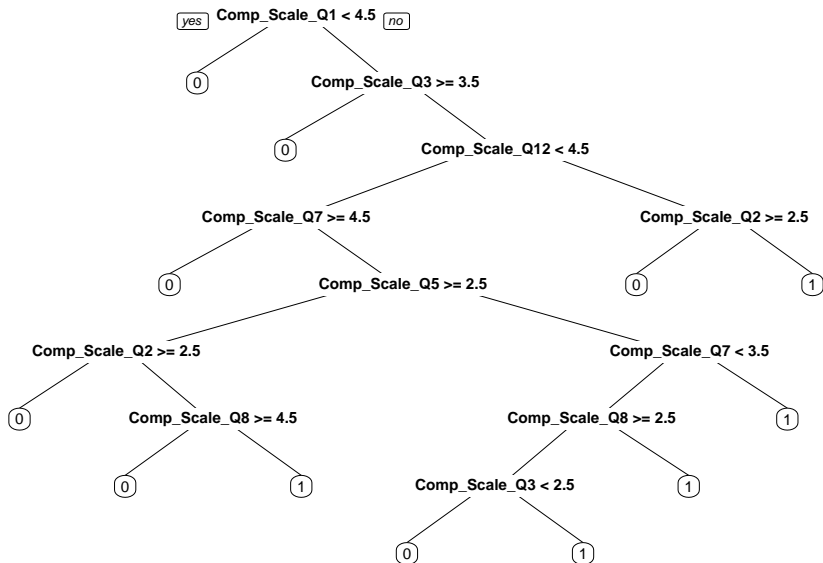 yes Comp_Scale_Q1 < 4.5 no
0 Comp_Scale_Q3 >= 3.5
0 Comp_Scale_Q12 < 4.5
Comp_Scale_Q7 >= 4.5 Comp_Scale_Q2 >= 2.5
0 Comp_Scale_Q5 >= 2.5 0 1
Comp_Scale_Q2 >= 2.5 Comp_Scale_Q7 < 3.5
0 Comp_Scale_Q8 >= 4.5 Comp_Scale_Q8 >= 2.5 1
0 1 Comp_Scale_Q3 < 2.5 1
0 1